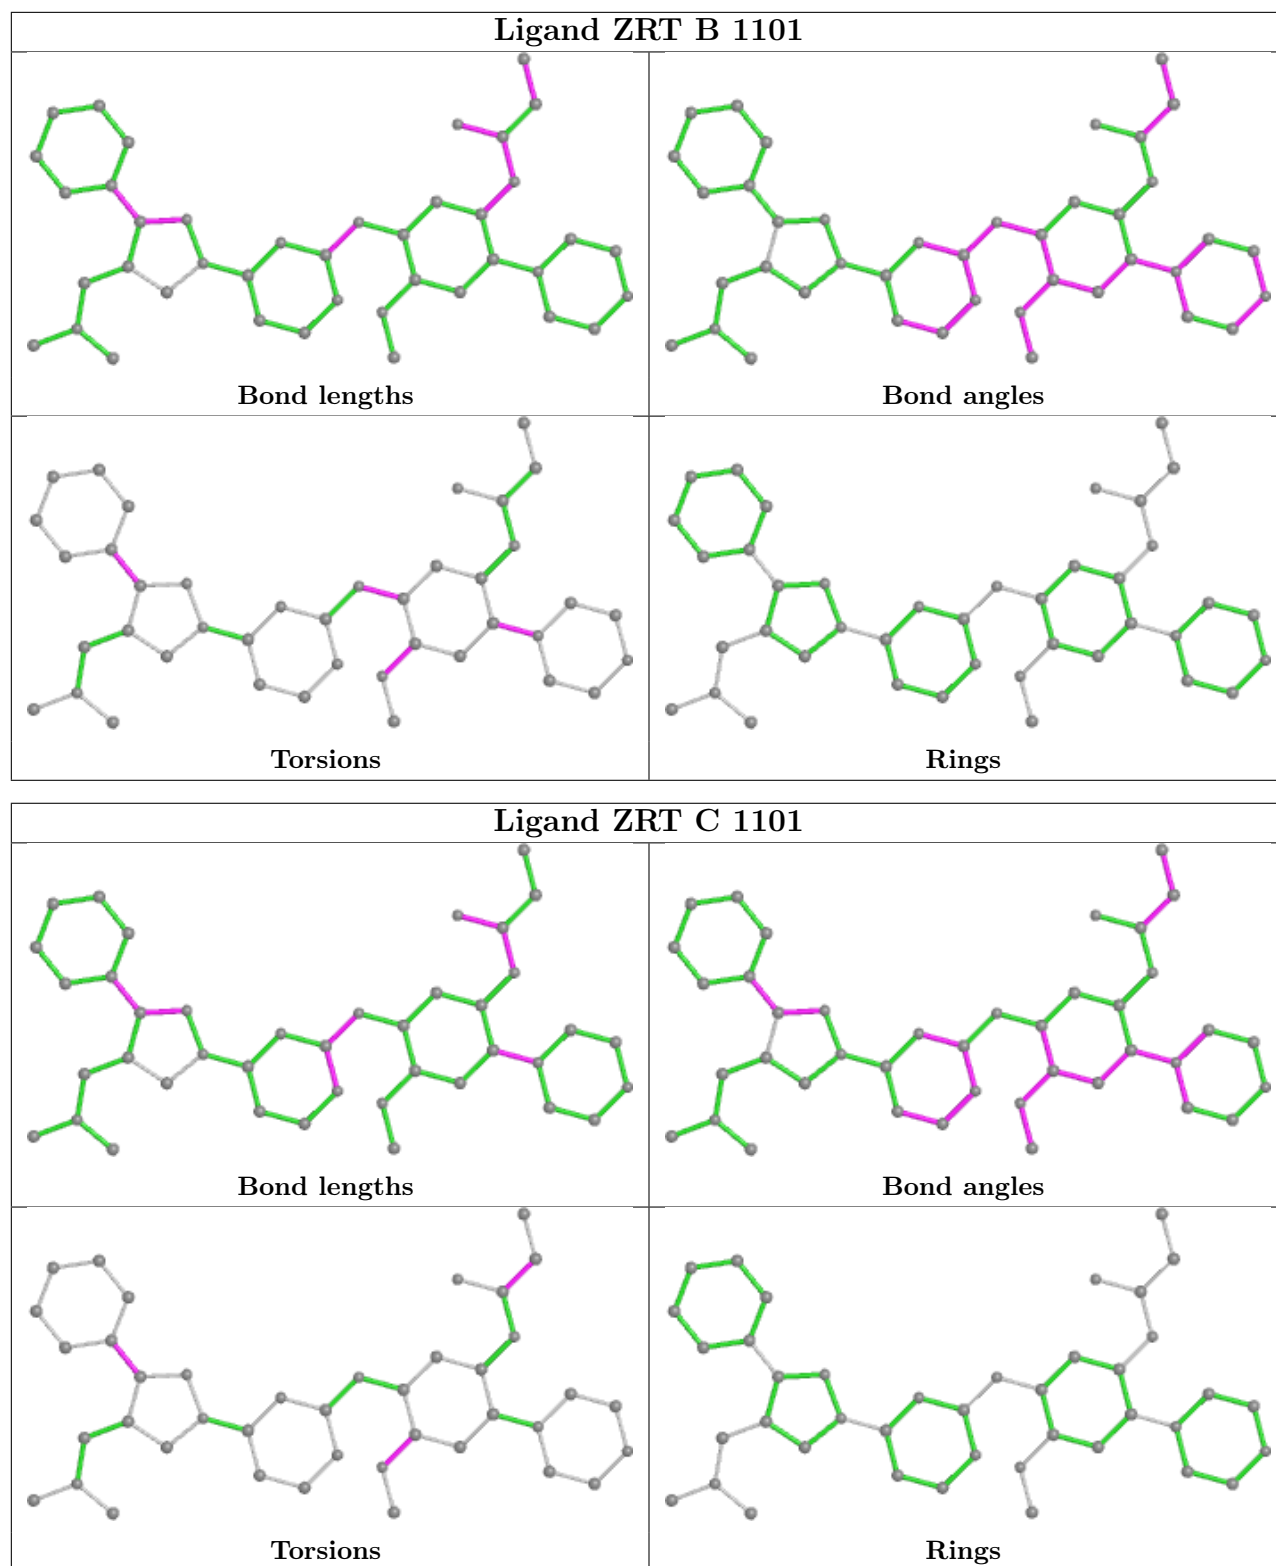 Ligand ZRT B 1101
Bond lengths
Bond angles
Torsions
Rings
Ligand ZRT C 1101
Bond lengths
Bond angles
Torsions
Rings